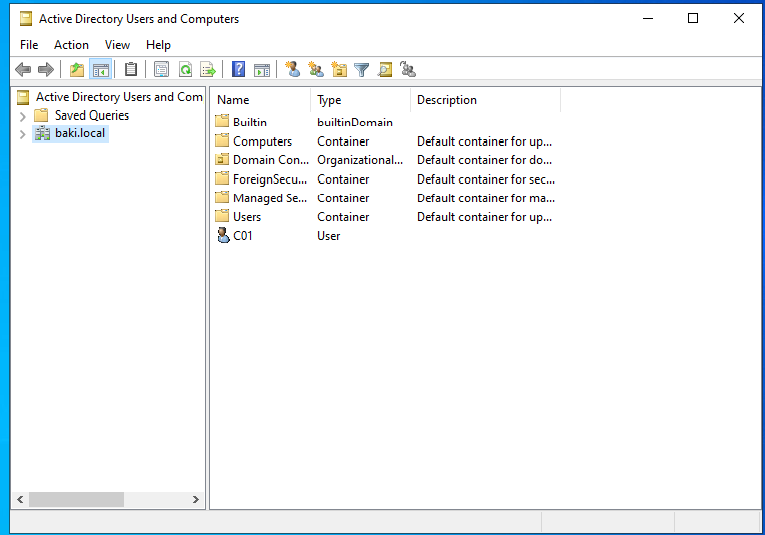 Active Directory Users and Computers
File Action View Help
Active Directory Users and Com
Saved Queries
baki.local
Name Type Description
Builtin builtinDomain
Computers Container Default container for up...
Domain Con... Organizational... Default container for do...
ForeignSecu... Container Default container for sec...
Managed Se... Container Default container for ma...
Users Container Default container for up...
C01 User